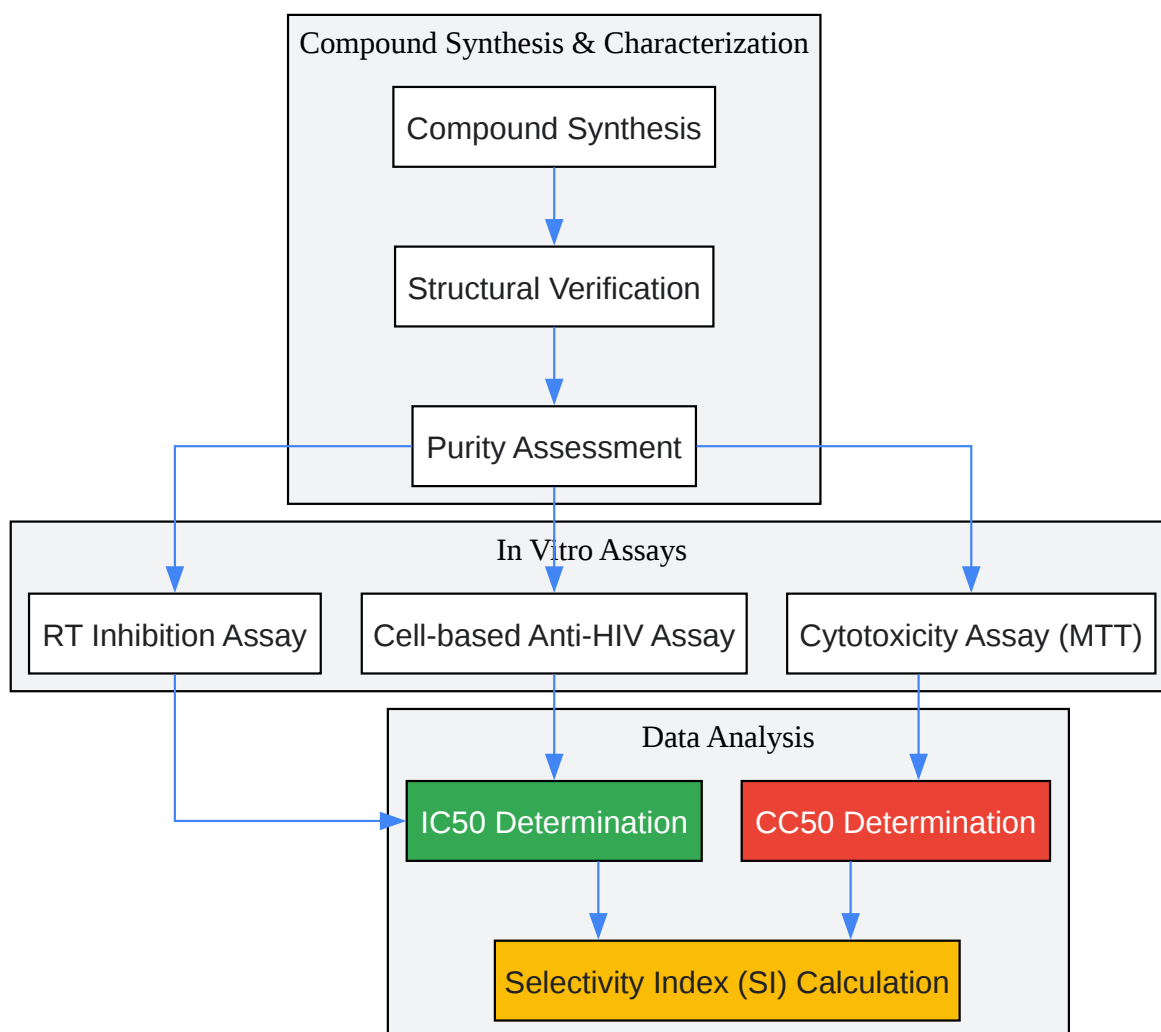 Compound Synthesis & Characterization
Compound Synthesis
Structural Verification
Purity Assessment
In Vitro Assays
RT Inhibition Assay
Cell-based Anti-HIV Assay
Cytotoxicity Assay (MTT)
Data Analysis
IC50 Determination
CC50 Determination
Selectivity Index (SI) Calculation